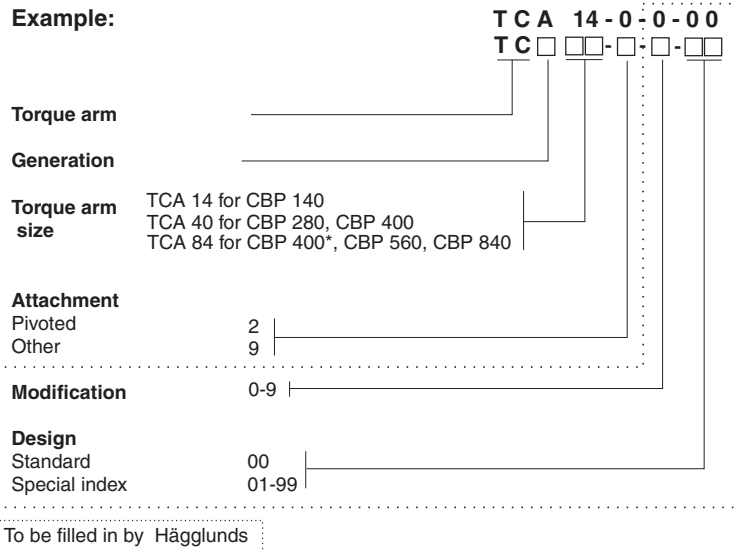 Example: T C A 14 - 0 - 0 - 00
T C □ □□- □ - □ - □□
Torque arm
Generation
Torque arm size
TCA 14 for CBP 140
TCA 40 for CBP 280, CBP 400
TCA 84 for CBP 400*, CBP 560, CBP 840
Attachment
Pivoted 2
Other 9
Modification 0-9
Design
Standard 00
Special index 01-99
To be filled in by Hägglunds